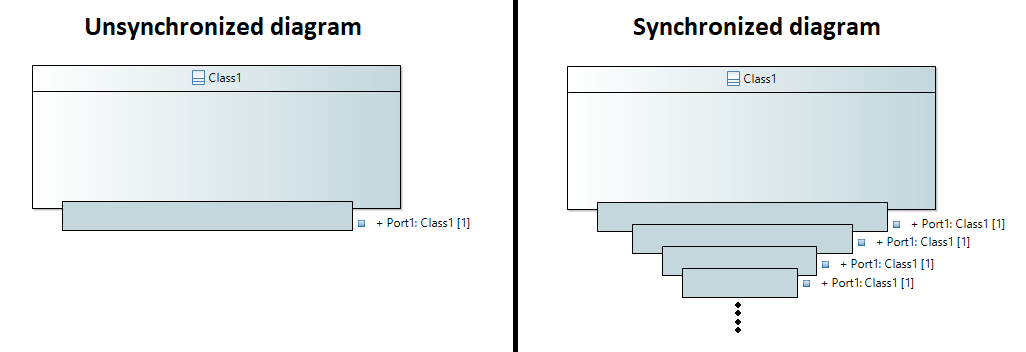 Unsynchronized diagram
Class1
+ Port1: Class1 [1]
Synchronized diagram
Class1
+ Port1: Class1 [1]
+ Port1: Class1 [1]
+ Port1: Class1 [1]
+ Port1: Class1 [1]